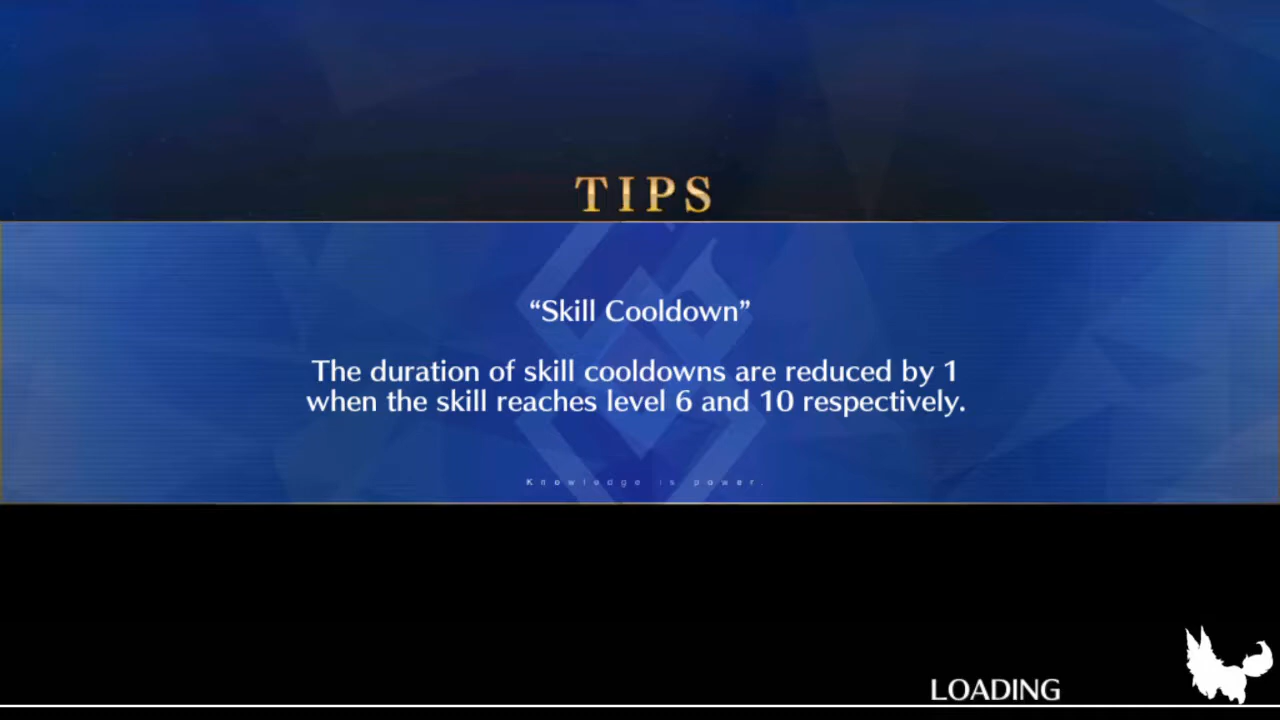 TIPS
“Skill Cooldown”
The duration of skill cooldowns are reduced by 1
when the skill reaches level 6 and 10 respectively.
Knowledge is power.
LOADING